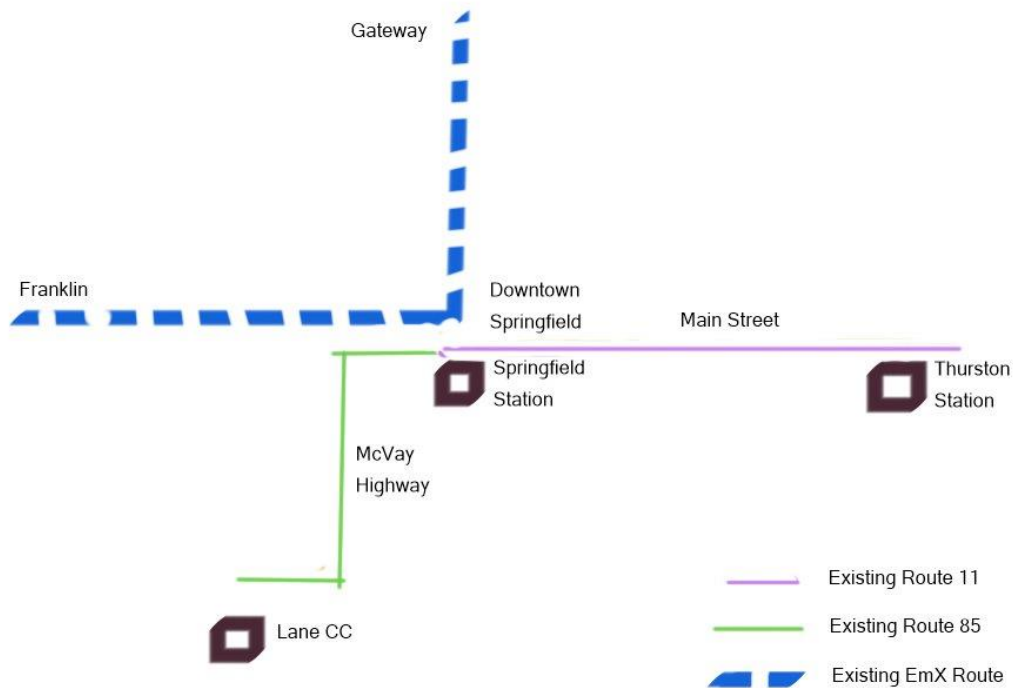 Gateway
Franklin
Downtown
Springfield
Main Street
Springfield
Station
Thurston
Station
McVay
Highway
Existing Route 11
Lane CC
Existing Route 85
Existing EmX Route